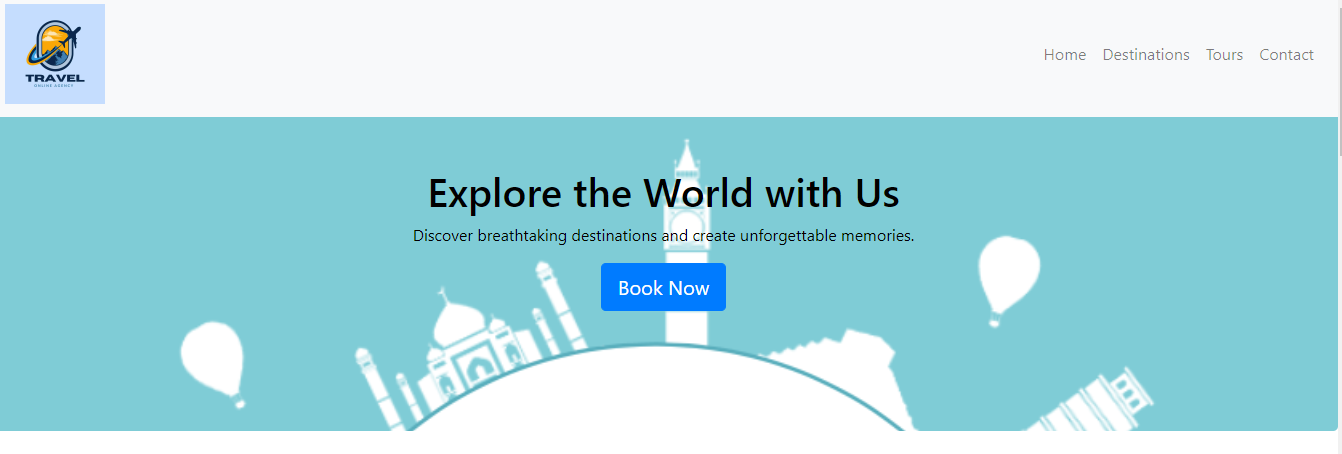 TRAVEL
ONLINE AGENCY
Home Destinations Tours Contact
Explore the World with Us
Discover breathtaking destinations and create unforgettable memories.
Book Now